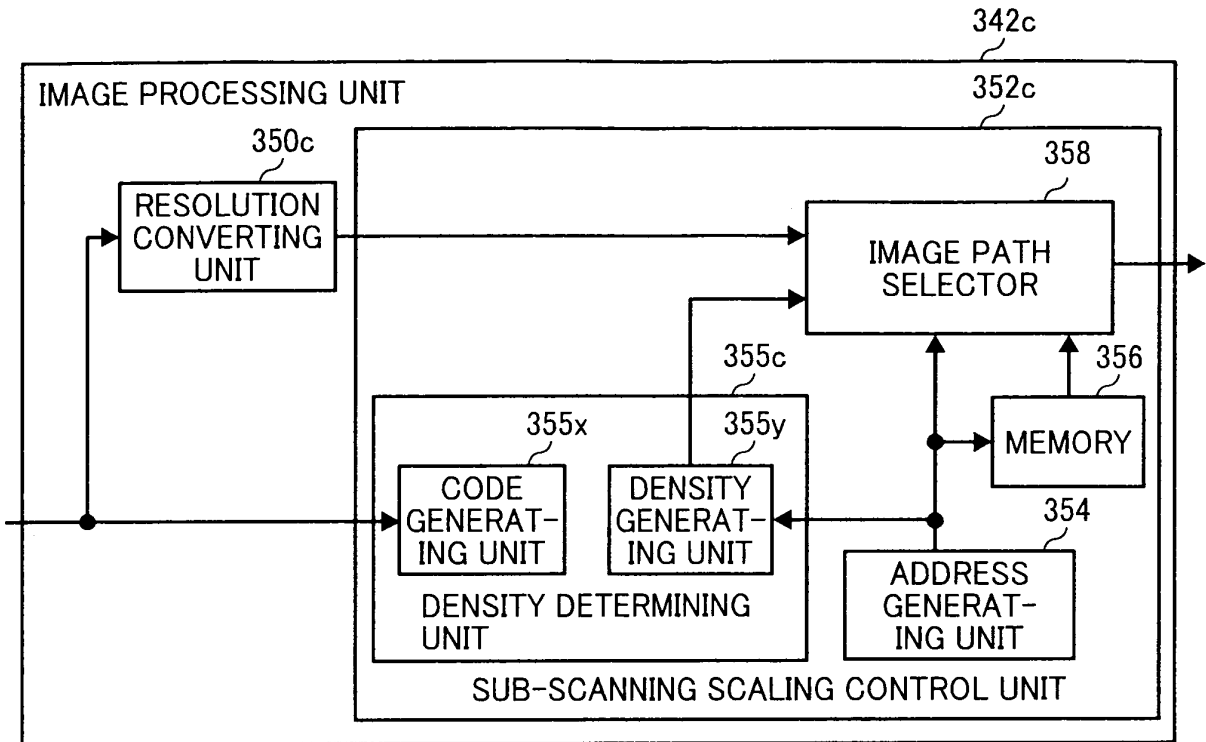 342c
IMAGE PROCESSING UNIT
352c
350c
358
RESOLUTION
CONVERTING
UNIT
IMAGE PATH
SELECTOR
355c
356
355x
355y
MEMORY
CODE
GENERAT-
ING UNIT
DENSITY
GENERAT-
ING UNIT
354
ADDRESS
GENERAT-
ING UNIT
DENSITY DETERMINING
UNIT
SUB-SCANNING SCALING CONTROL UNIT